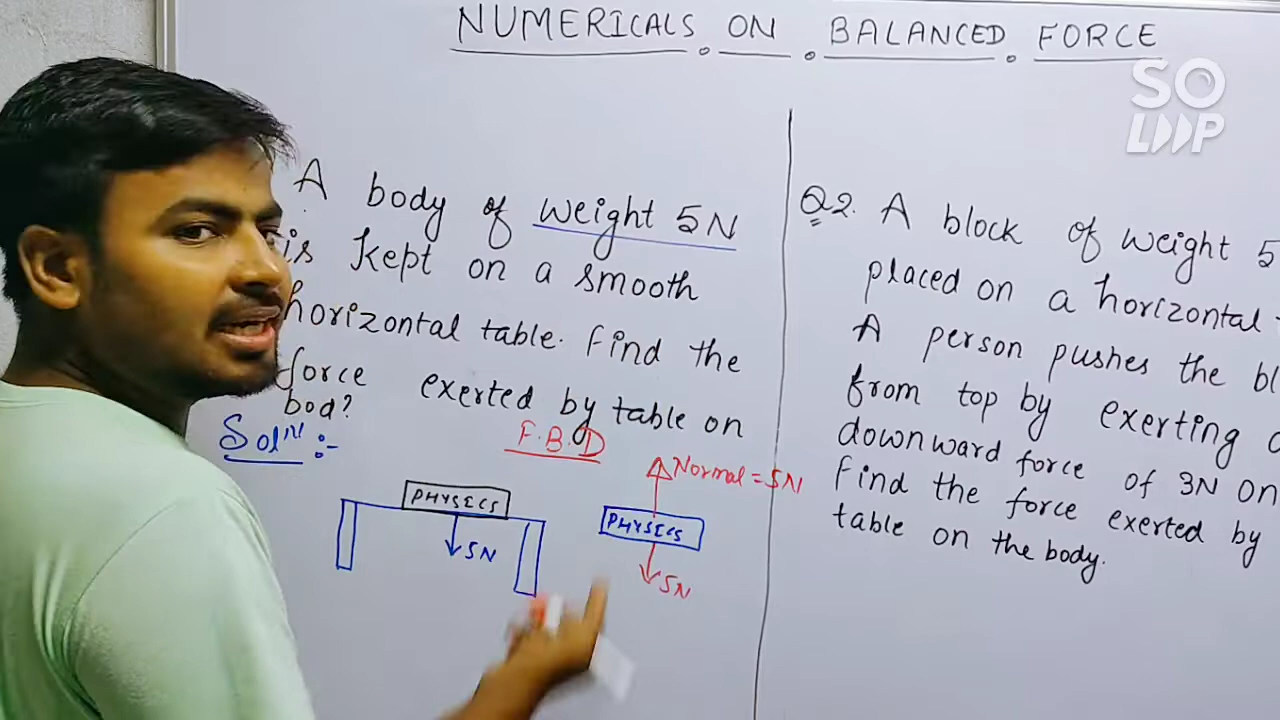 NUMERICALS ON BALANCED FORCE
SO
LOOP
A body of weight 5N
is kept on a smooth
horizontal table. Find the
force exerted by table on
bod?
Solⁿ :-
F.B.D
Normal = 5N
PHYSECS
5N
PHYSECS
5N
Q2. A block of weight 5
placed on a horizontal
A person pushes the bl
from top by exerting a
downward force of 3N on
Find the force exerted by
table on the body.